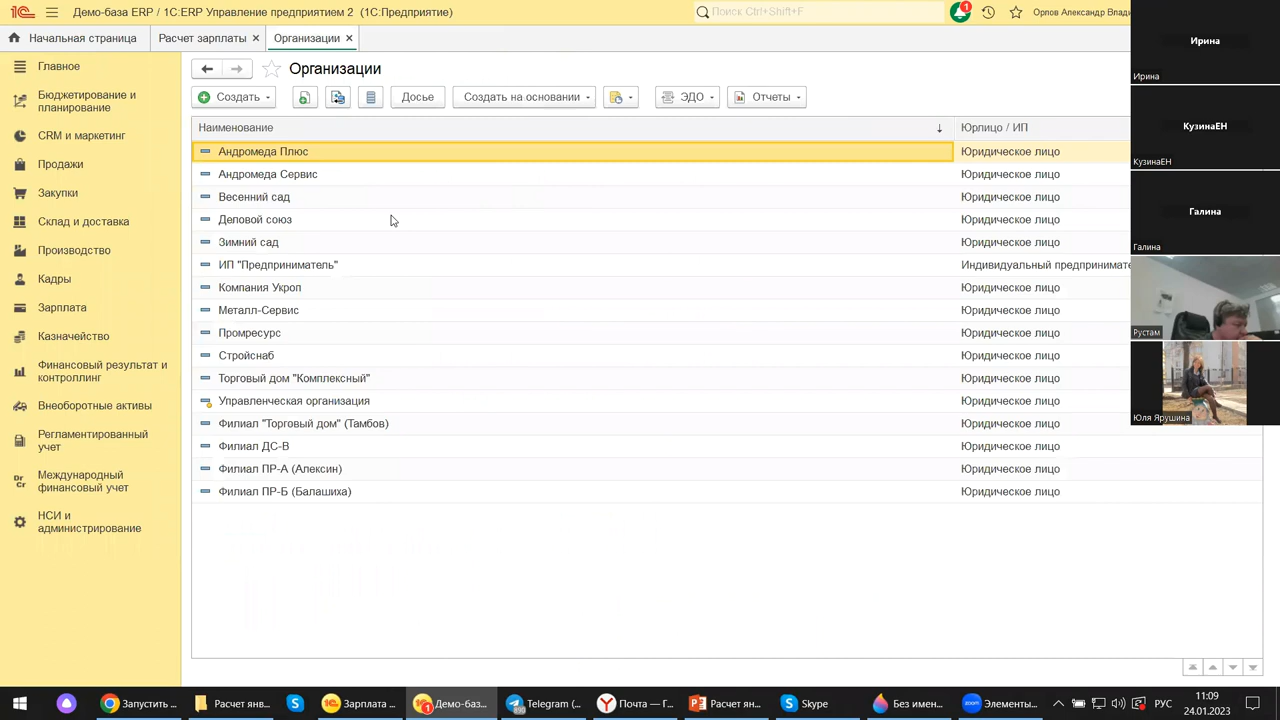 Демо-база ERP / 1С:ERP Управление предприятием 2 (1С:Предприятие)
Поиск Ctrl+Shift+F
1
Орлов Александр Влади
Начальная страница
Расчет зарплаты ×
Организации ×
Главное
Бюджетирование и
планирование
CRM и маркетинг
Продажи
Закупки
Склад и доставка
Производство
Кадры
Зарплата
Казначейство
Финансовый результат и
контроллинг
Внеоборотные активы
Регламентированный
учет
Dr
Cr
Международный
финансовый учет
НСИ и
администрирование
Организации
Создать
Досье
Создать на основании
ЭДО
Отчеты
Наименование
Юрлицо / ИП
Андромеда Плюс
Юридическое лицо
Андромеда Сервис
Юридическое лицо
Весенний сад
Юридическое лицо
Деловой союз
Юридическое лицо
Зимний сад
Юридическое лицо
ИП "Предприниматель"
Индивидуальный предпринимате
Компания Укроп
Юридическое лицо
Металл-Сервис
Юридическое лицо
Промресурс
Юридическое лицо
Стройснаб
Юридическое лицо
Торговый дом "Комплексный"
Юридическое лицо
Управленческая организация
Юридическое лицо
Филиал "Торговый дом" (Тамбов)
Юридическое лицо
Филиал ДС-В
Юридическое лицо
Филиал ПР-А (Алексин)
Юридическое лицо
Филиал ПР-Б (Балашиха)
Юридическое лицо
Ирина
Ирина
КузинаЕН
КузинаЕН
Галина
Галина
Рустам
Юля Ярушина
Запустить ...
Расчет янв...
Зарплата ...
1
Демо-баз...
Telegram (...
Почта — Г...
Расчет ян...
Skype
Без имен...
zoom
Элементы...
РУС
11:09
24.01.2023